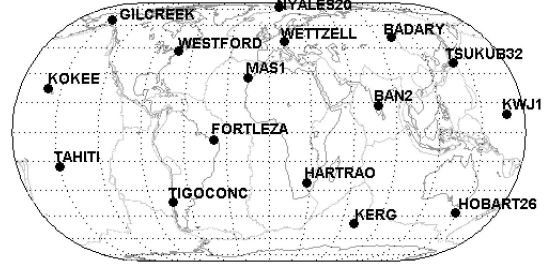 NYALES20
GILCREEK
WESTFORD
WETTZELL
BADARY
TSUKUB32
KOKEE
MAS1
BAN2
KWJ1
FORTLEZA
TAHITI
HARTRAO
TIGOCONC
KERG
HOBART26